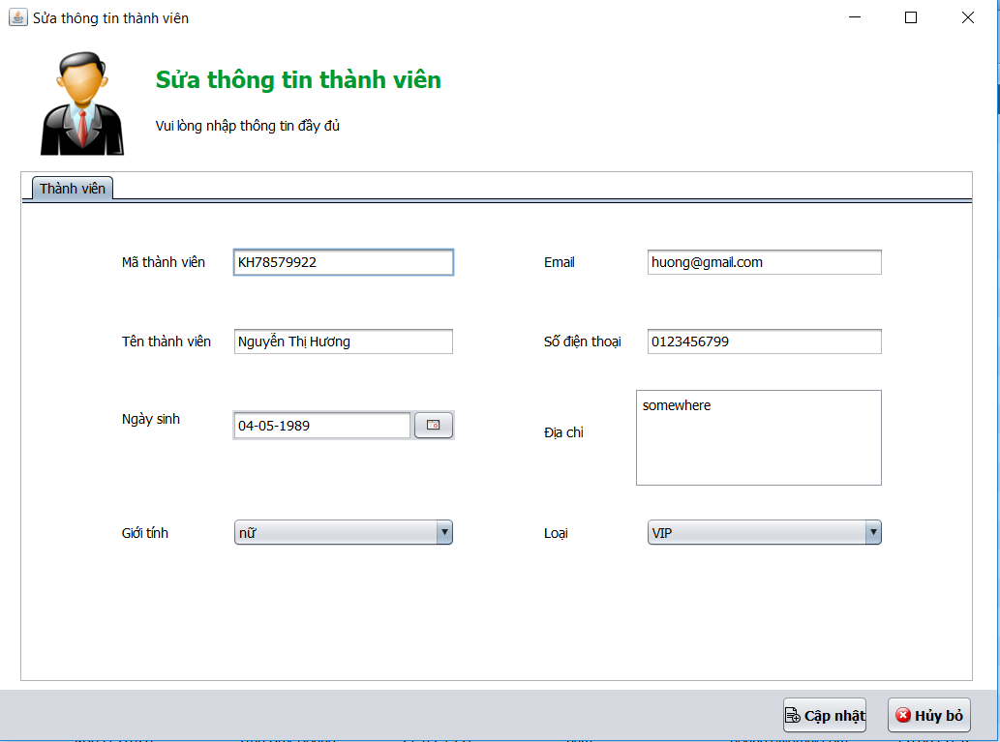 Sửa thông tin thành viên
Sửa thông tin thành viên
Vui lòng nhập thông tin đầy đủ
Thành viên
Mã thành viên KH78579922 Email huong@gmail.com
Tên thành viên Nguyễn Thị Hương Số điện thoại 0123456799
Ngày sinh 04-05-1989 Địa chỉ somewhere
Giới tính nữ Loại VIP
Cập nhật Hủy bỏ